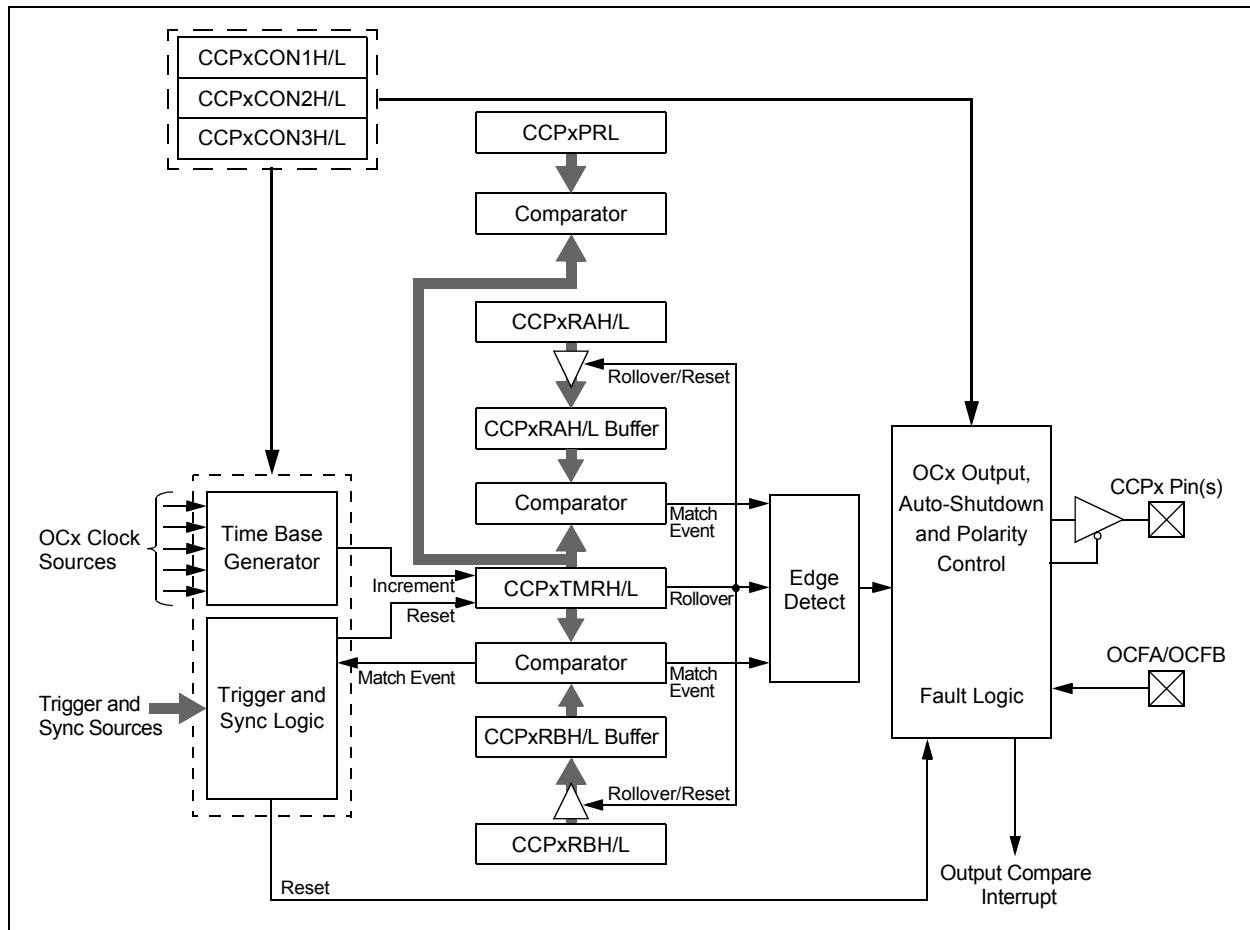 CCPxCON1H/L
CCPxCON2H/L
CCPxCON3H/L
CCPxPRL
Comparator
CCPxRAH/L
Rollover/Reset
CCPxRAH/L Buffer
Comparator
Match
Event
OCx Clock
Sources
Time Base
Generator
Increment
Reset
CCPxTMRH/L
Rollover
Edge
Detect
OCx Output,
Auto-Shutdown
and Polarity
Control
CCPx Pin(s)
Trigger and
Sync Sources
Trigger and
Sync Logic
Match Event
Comparator
Match
Event
CCPxRBH/L Buffer
Rollover/Reset
CCPxRBH/L
Fault Logic
OCFA/OCFB
Reset
Output Compare
Interrupt